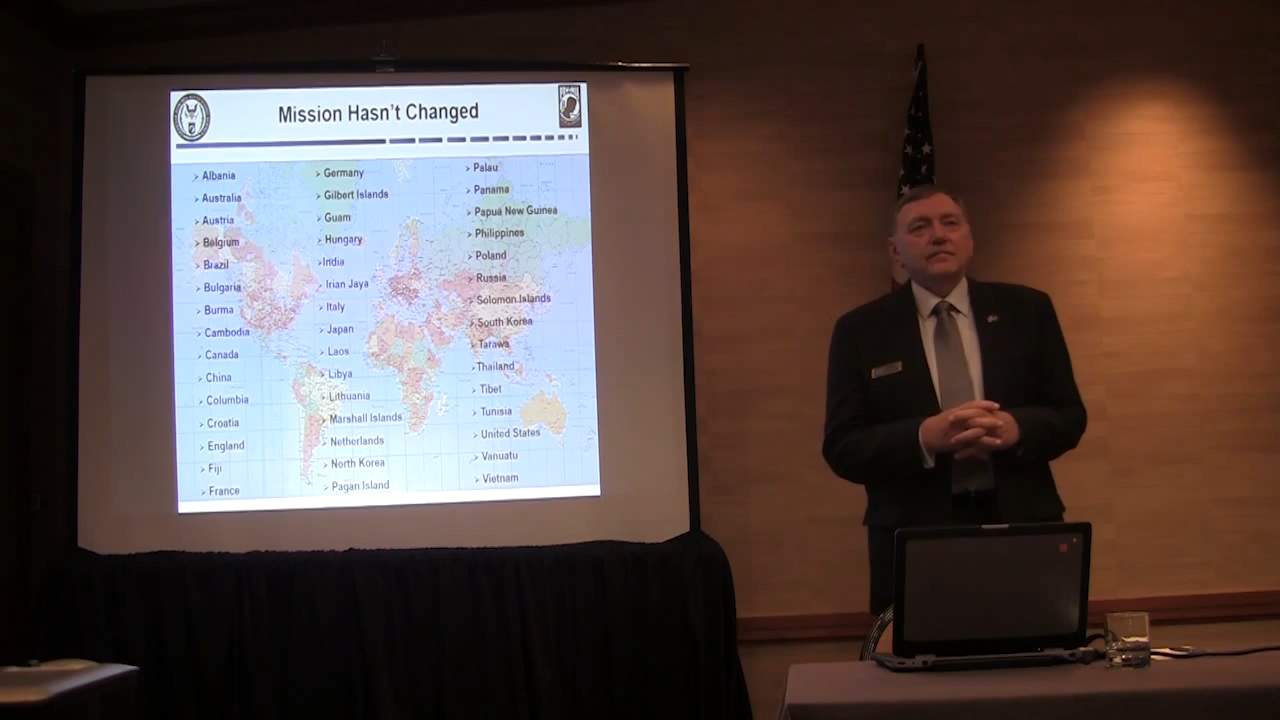 Mission Hasn't Changed
POW★MIA
➢ Albania
➢ Australia
➢ Austria
➢ Belgium
➢ Brazil
➢ Bulgaria
➢ Burma
➢ Cambodia
➢ Canada
➢ China
➢ Columbia
➢ Croatia
➢ England
➢ Fiji
➢ France
➢ Germany
➢ Gilbert Islands
➢ Guam
➢ Hungary
➢ India
➢ Irian Jaya
➢ Italy
➢ Japan
➢ Laos
➢ Libya
➢ Lithuania
➢ Marshall Islands
➢ Netherlands
➢ North Korea
➢ Pagan Island
➢ Palau
➢ Panama
➢ Papua New Guinea
➢ Philippines
➢ Poland
➢ Russia
➢ Solomon Islands
➢ South Korea
➢ Tarawa
➢ Thailand
➢ Tibet
➢ Tunisia
➢ United States
➢ Vanuatu
➢ Vietnam